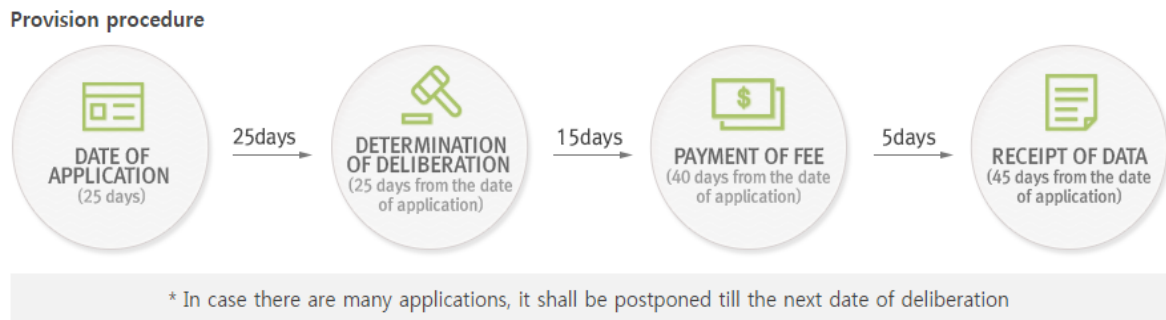 Provision procedure
DATE OF
APPLICATION
(25 days)
25days
DETERMINATION
OF DELIBERATION
(25 days from the date
of application)
15days
$
PAYMENT OF FEE
(40 days from the date
of application)
5days
RECEIPT OF DATA
(45 days from the date
of application)
* In case there are many applications, it shall be postponed till the next date of deliberation